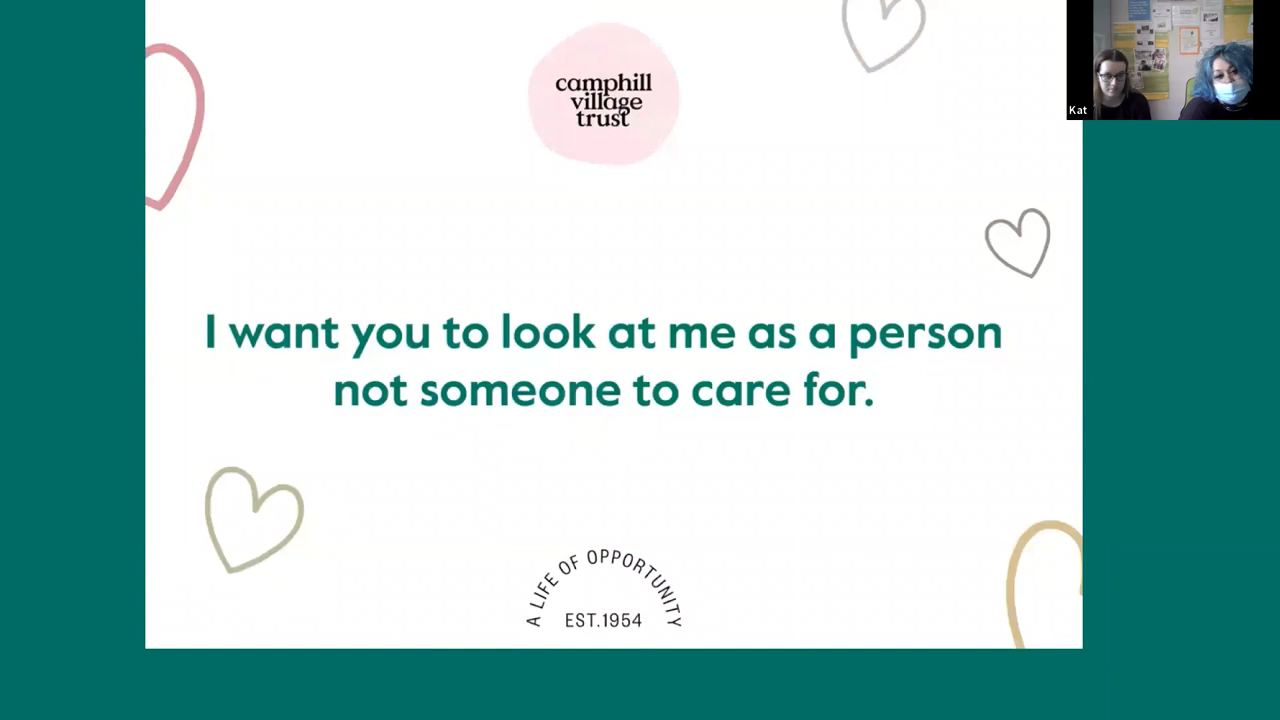 camphill
village
trust
Kat
I want you to look at me as a person
not someone to care for.
A LIFE OF OPPORTUNITY
EST.1954